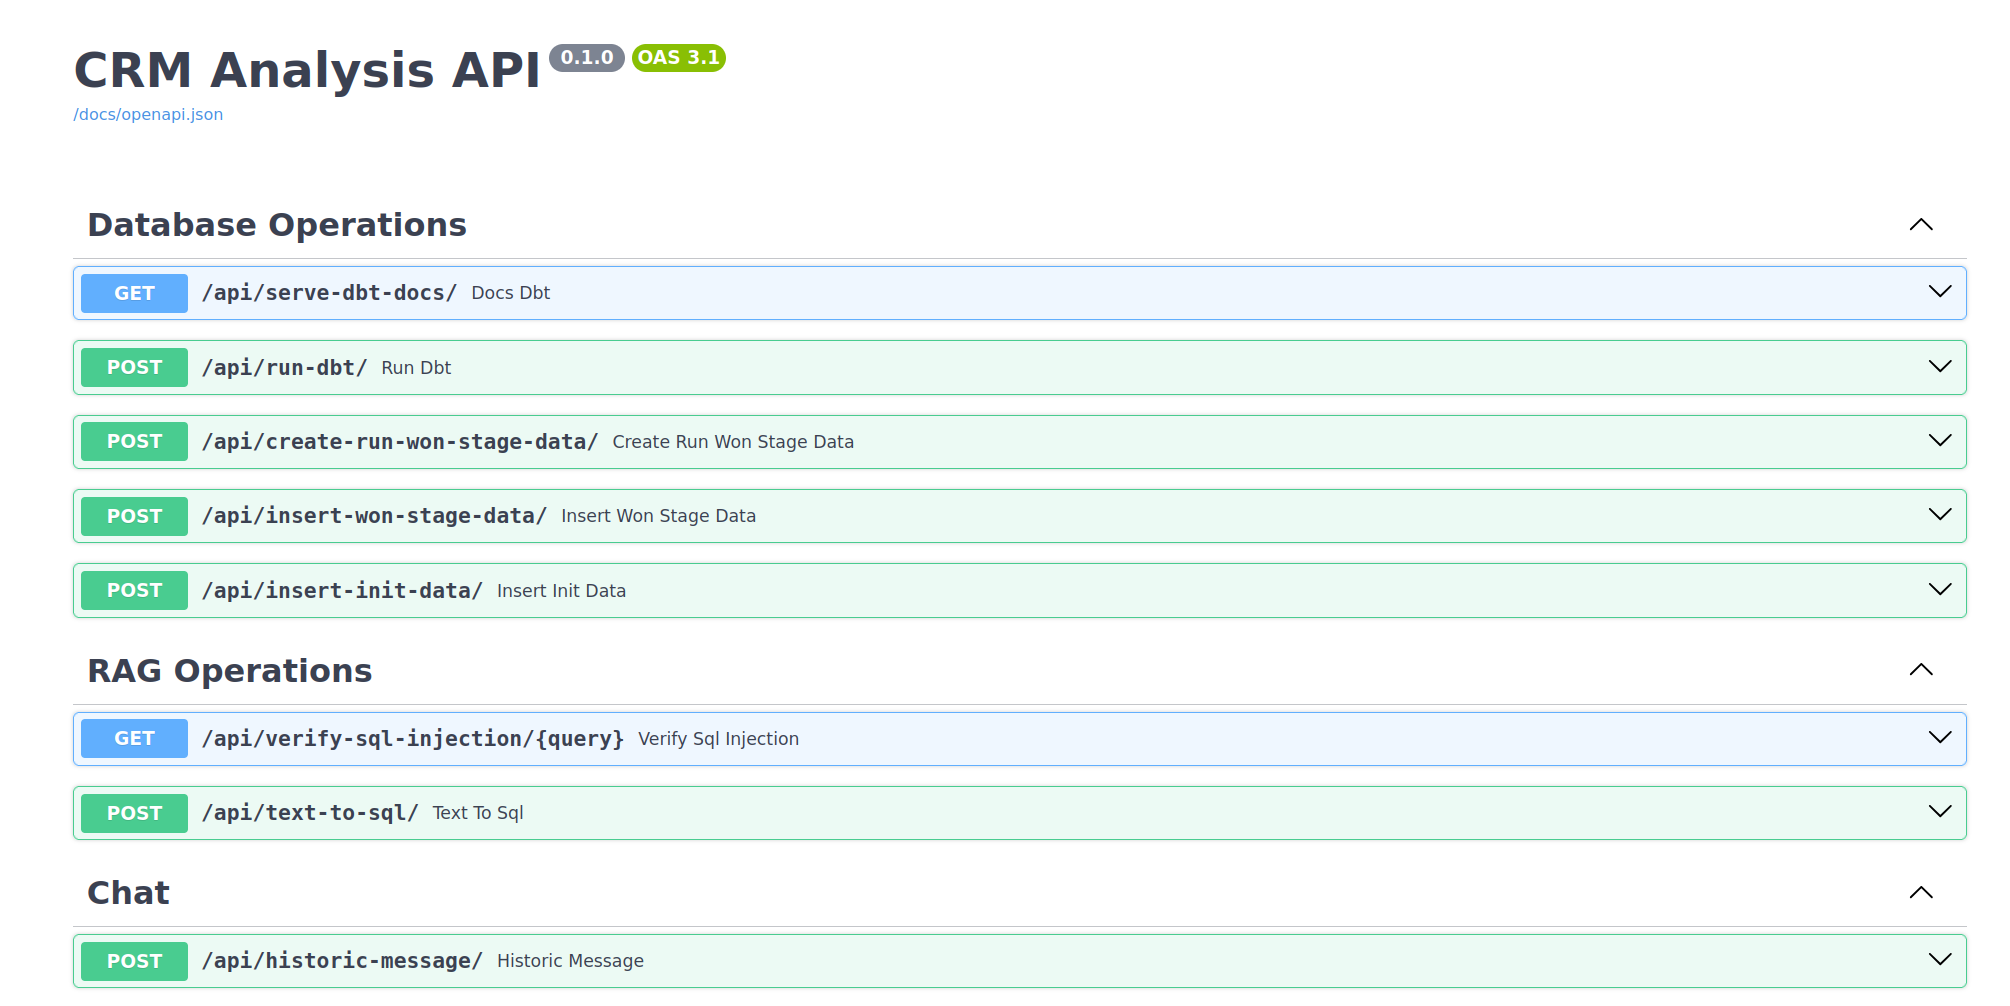 CRM Analysis API 0.1.0 OAS 3.1
/docs/openapi.json
Database Operations
GET /api/serve-dbt-docs/ Docs Dbt
POST /api/run-dbt/ Run Dbt
POST /api/create-run-won-stage-data/ Create Run Won Stage Data
POST /api/insert-won-stage-data/ Insert Won Stage Data
POST /api/insert-init-data/ Insert Init Data
RAG Operations
GET /api/verify-sql-injection/{query} Verify Sql Injection
POST /api/text-to-sql/ Text To Sql
Chat
POST /api/historic-message/ Historic Message